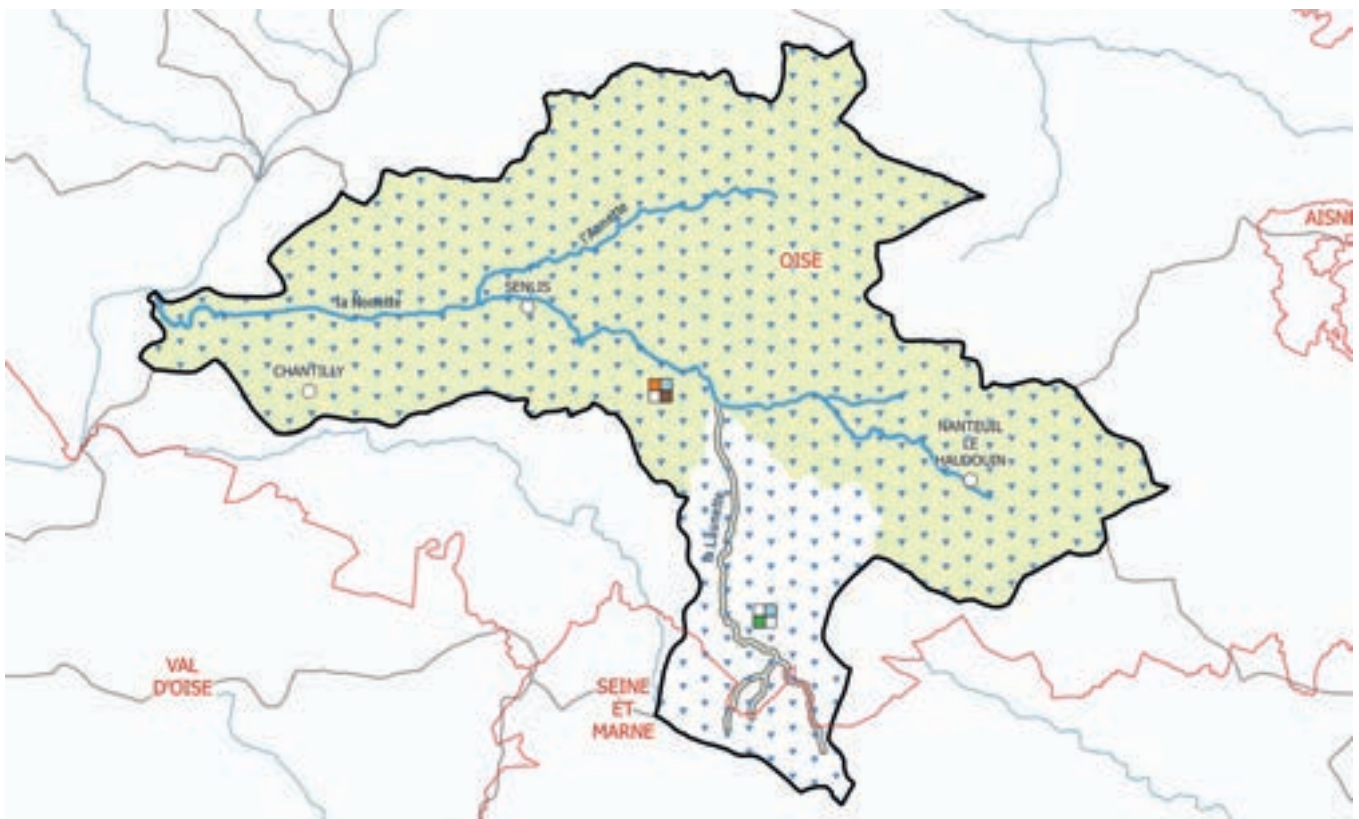 AISNE
l'Aunette
OISE
SENLIS
la Nonette
CHANTILLY
NANTEUIL
LE
HAUDOUIN
la Launette
VAL
D'OISE
SEINE
ET
MARNE